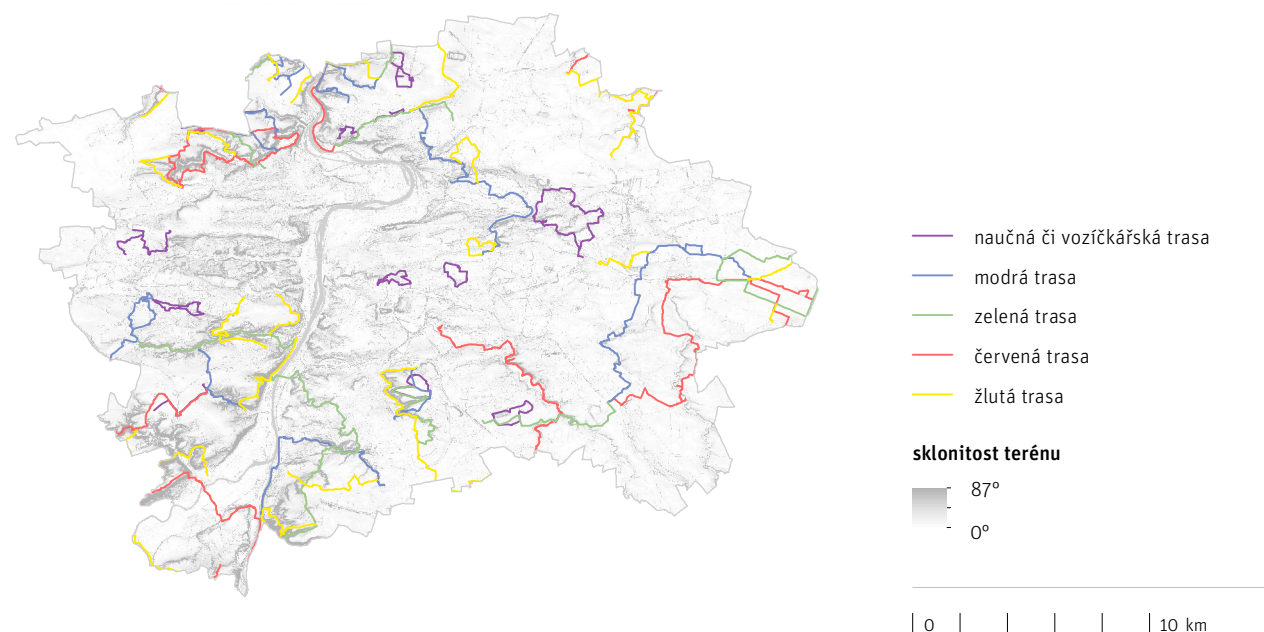 naučná či vozíčkářská trasa
modrá trasa
zelená trasa
červená trasa
žlutá trasa
sklonitost terénu
87°
0°
0 10 km